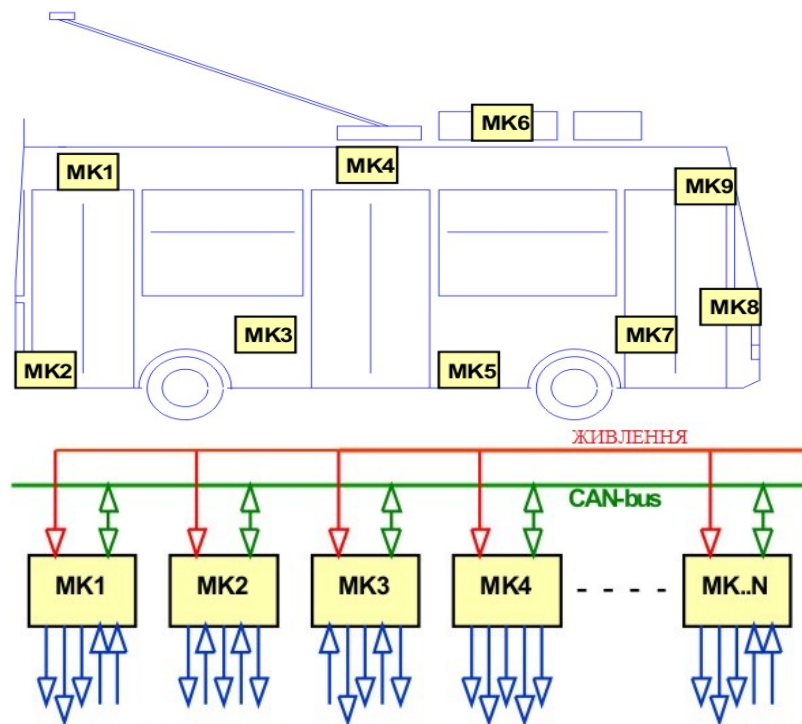 MK6
MK4
MK1
MK9
MK8
MK3
MK7
MK2
MK5
ЖИВЛЕННЯ
CAN-bus
MK1 MK2 MK3 MK4 - - - - MK..N